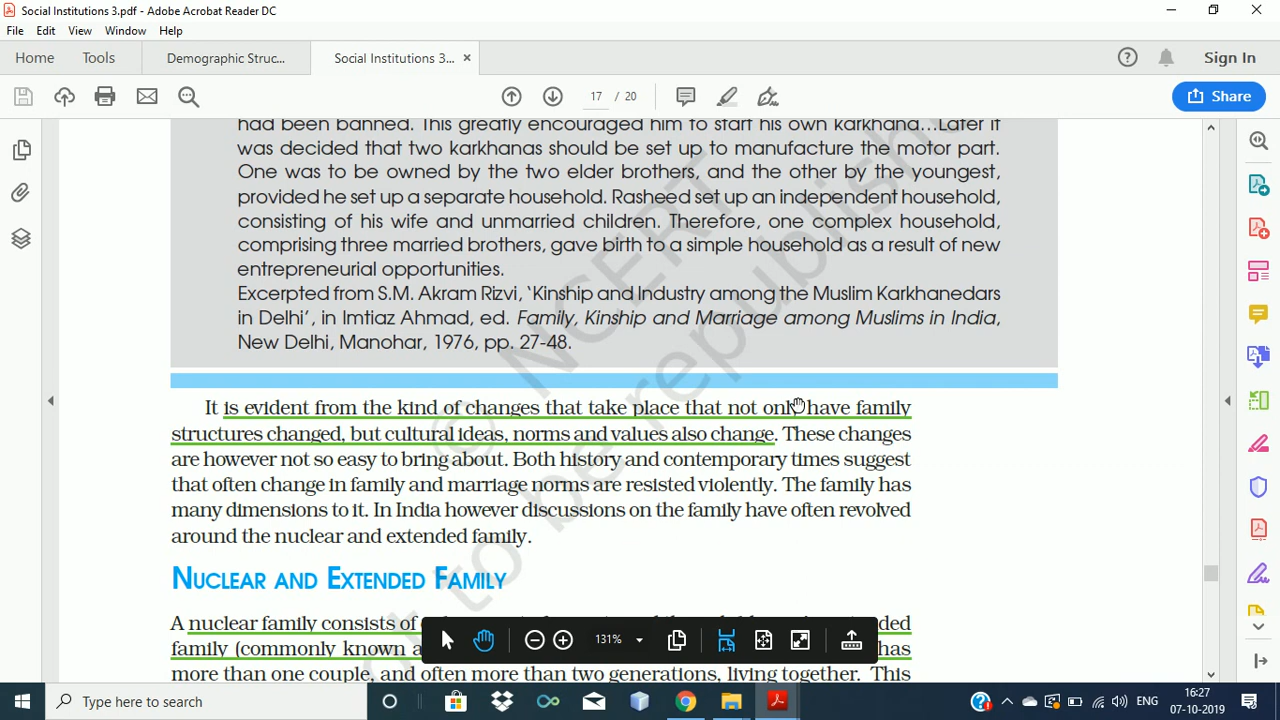 Social Institutions 3.pdf - Adobe Acrobat Reader DC
File Edit View Window Help
Home Tools Demographic Struc... Social Institutions 3... × Sign In
17 / 20 Share
had been banned. This greatly encouraged him to start his own karkhana...Later it
was decided that two karkhanas should be set up to manufacture the motor part.
One was to be owned by the two elder brothers, and the other by the youngest,
provided he set up a separate household. Rasheed set up an independent household,
consisting of his wife and unmarried children. Therefore, one complex household,
comprising three married brothers, gave birth to a simple household as a result of new
entrepreneurial opportunities.
Excerpted from S.M. Akram Rizvi, 'Kinship and Industry among the Muslim Karkhanedars
in Delhi', in Imtiaz Ahmad, ed. Family, Kinship and Marriage among Muslims in India,
New Delhi, Manohar, 1976, pp. 27-48.
It is evident from the kind of changes that take place that not only have family
structures changed, but cultural ideas, norms and values also change. These changes
are however not so easy to bring about. Both history and contemporary times suggest
that often change in family and marriage norms are resisted violently. The family has
many dimensions to it. In India however discussions on the family have often revolved
around the nuclear and extended family.
NUCLEAR AND EXTENDED FAMILY
A nuclear family consists of
family (commonly known has
more than one couple, and often more than two generations, living together. This
131%
© NCERT
not to be republished
Type here to search
ENG
16:27
07-10-2019